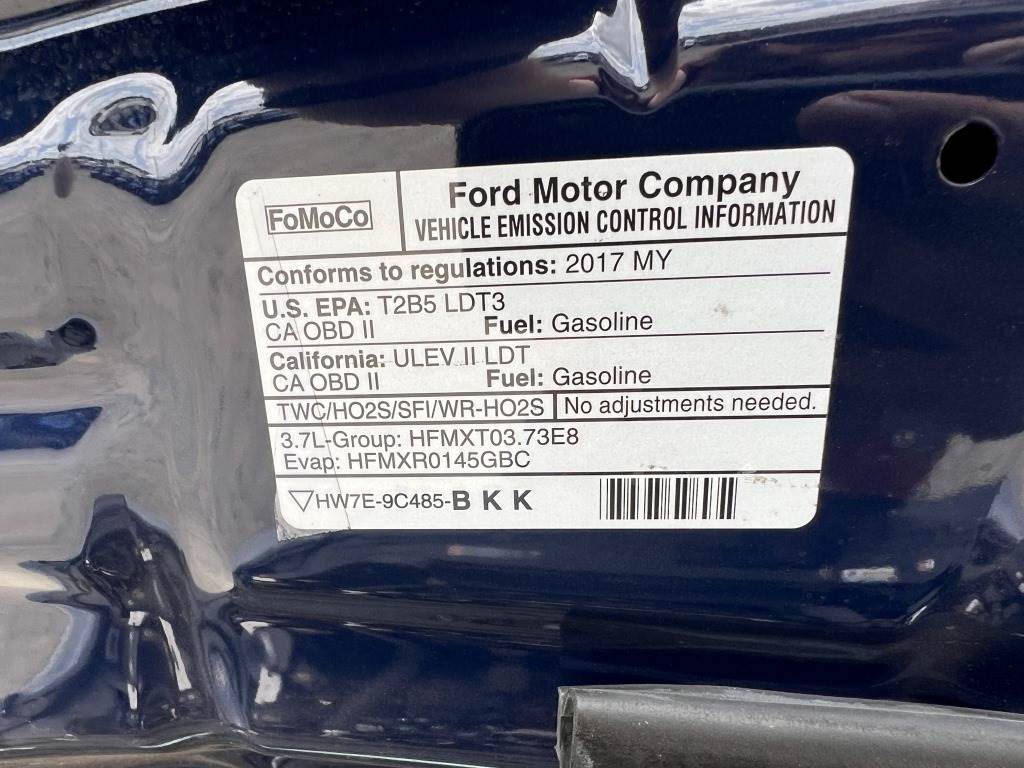 FoMoCo
Ford Motor Company
VEHICLE EMISSION CONTROL INFORMATION
Conforms to regulations: 2017 MY
U.S. EPA: T2B5 LDT3
CA OBD II Fuel: Gasoline
California: ULEV II LDT
CA OBD II Fuel: Gasoline
TWC/HO2S/SFI/WR-HO2S No adjustments needed.
3.7L-Group: HFMXT03.73E8
Evap: HFMXR0145GBC
▽HW7E-9C485-B K K